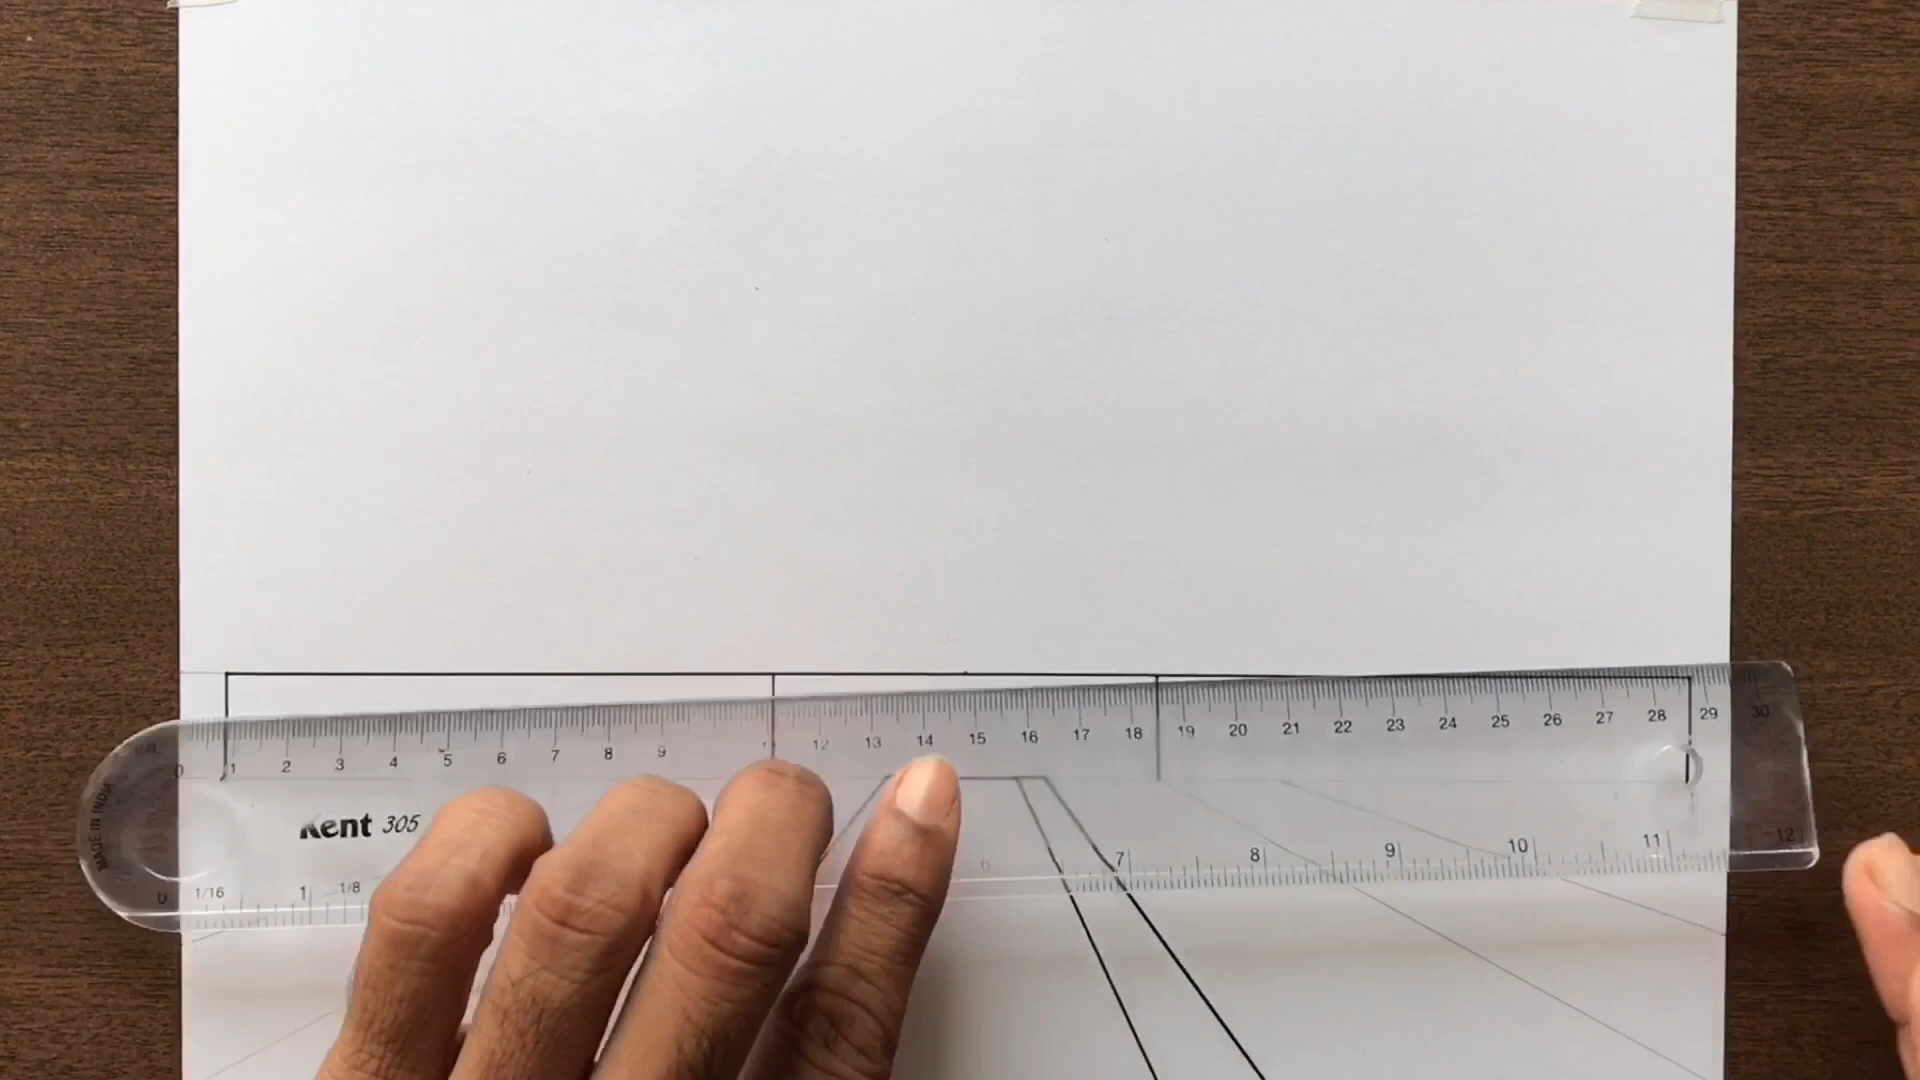 0 1 2 3 4 5 6 7 8 9 12 13 14 15 16 17 18 19 20 21 22 23 24 25 26 27 28 29 30
MADE IN INDIA
Kent 305
0 1/16 1 1/8 6 7 8 9 10 11 12